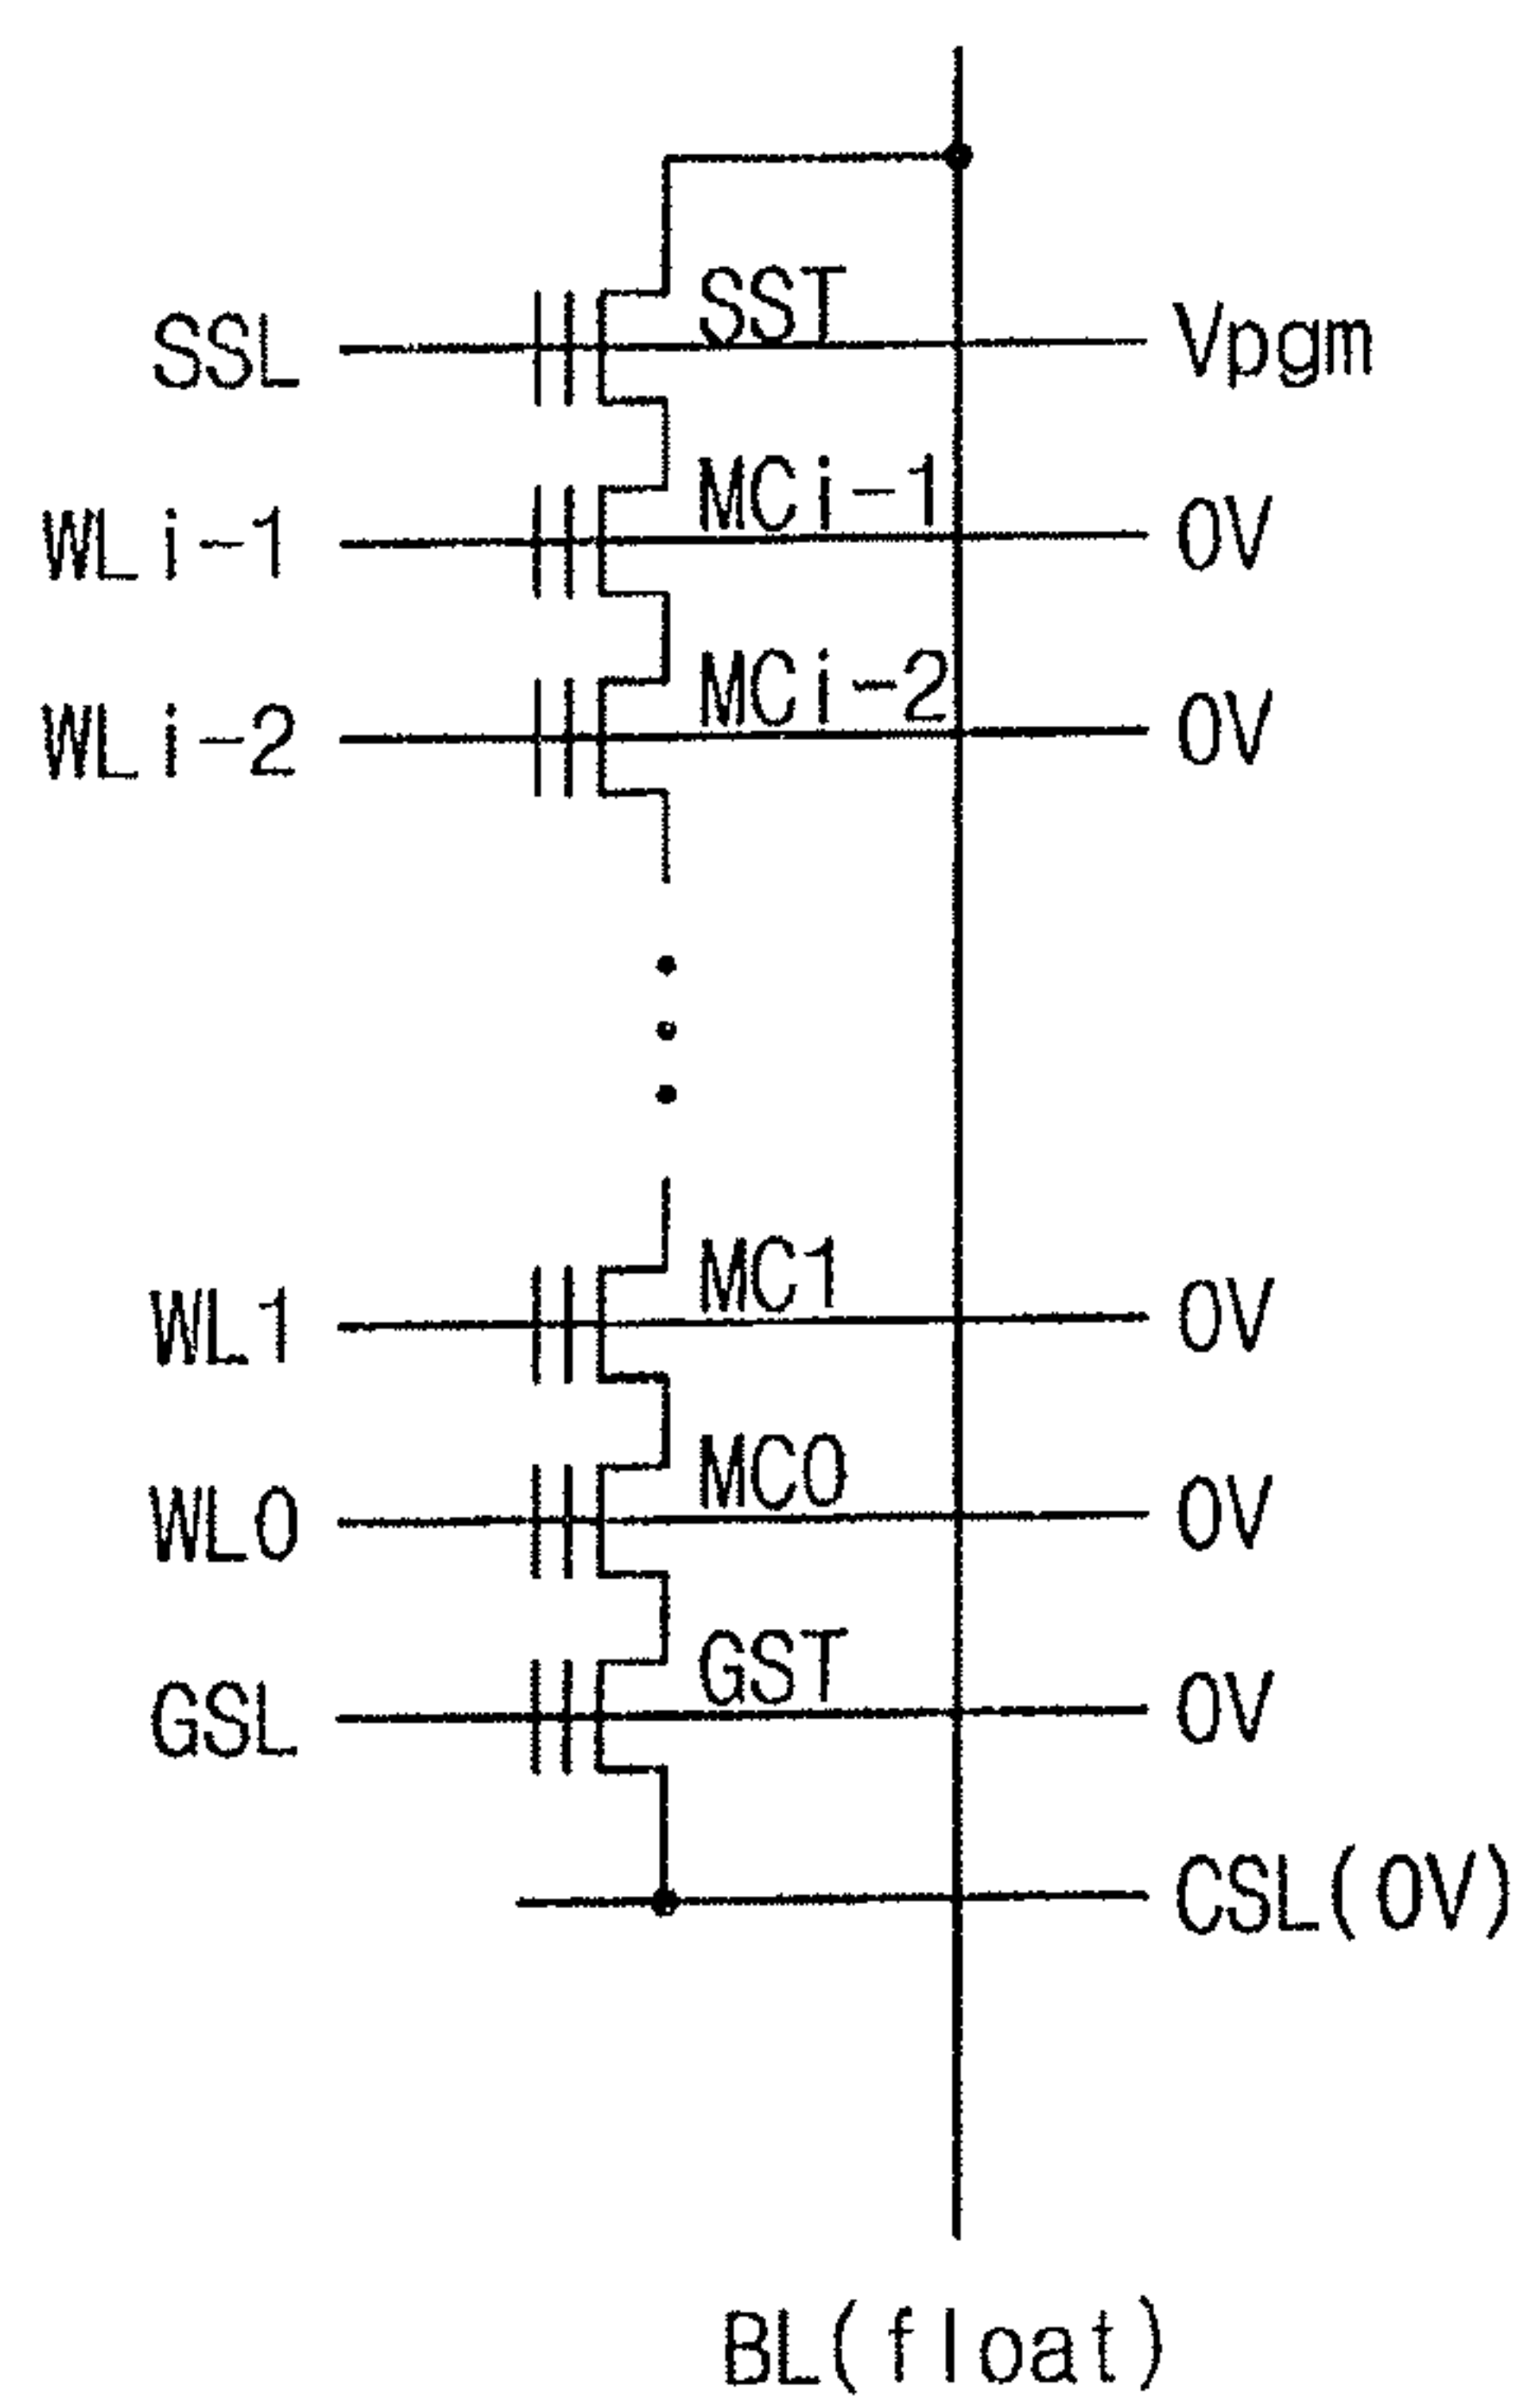 SST
SSL Vpgm
MCi-1
WLi-1 0V
MCi-2
WLi-2 0V
MC1
WL1 0V
MC0
WL0 0V
GST
GSL 0V
CSL(0V)
BL(float)